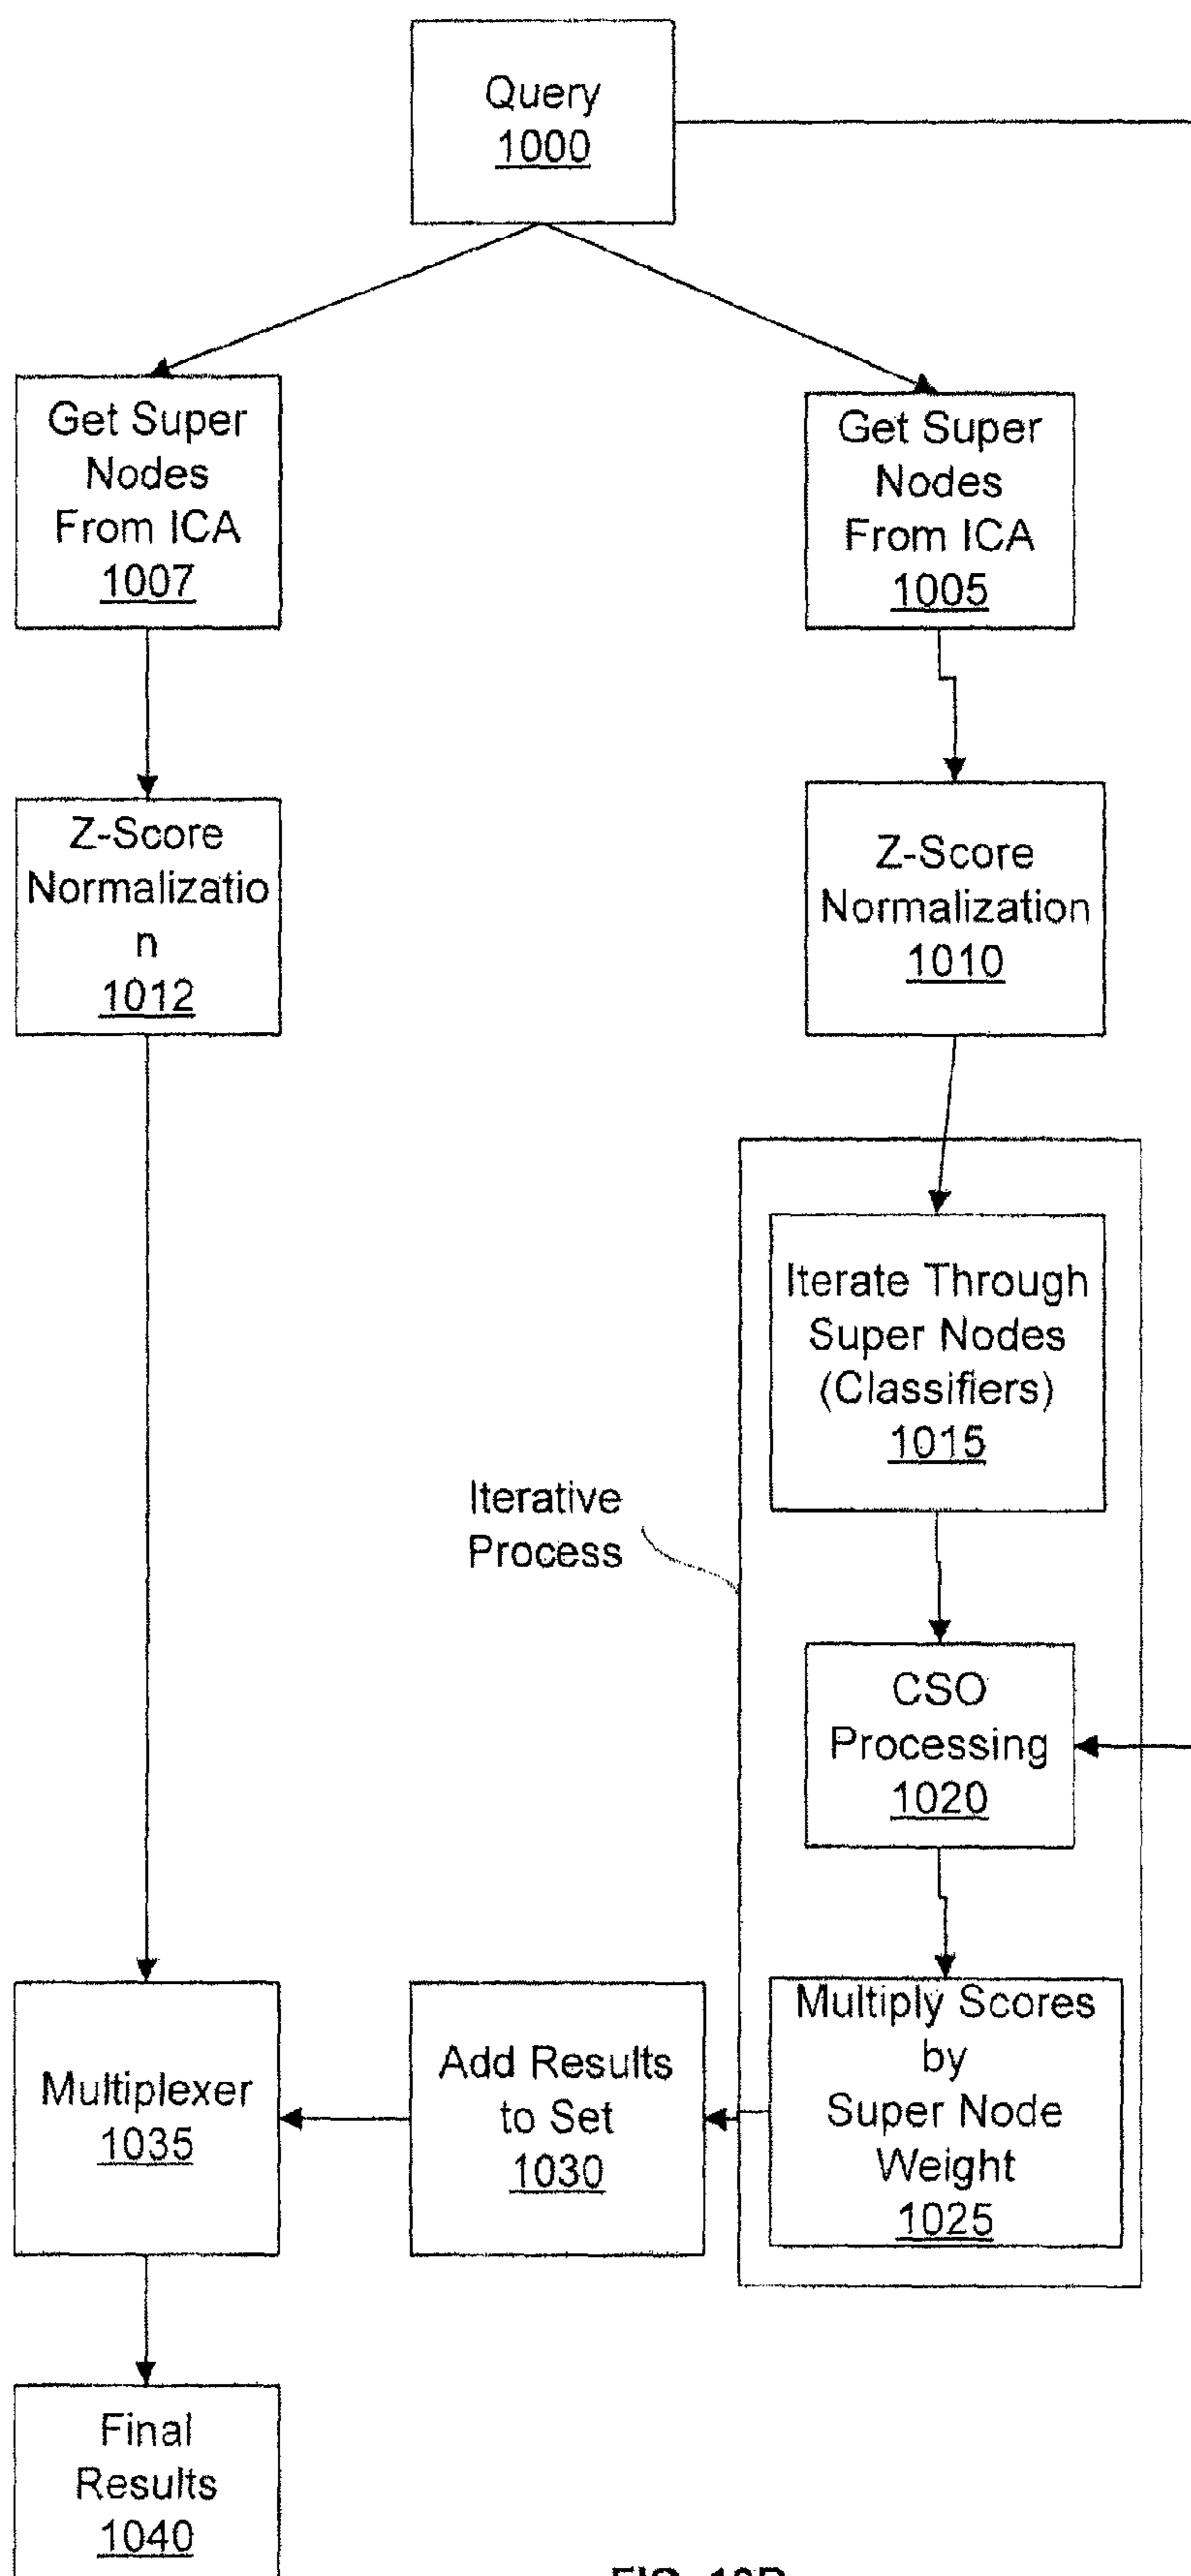 Query
1000
Get Super
Nodes
From ICA
1007
Get Super
Nodes
From ICA
1005
Z-Score
Normalizatio
n
1012
Z-Score
Normalization
1010
Iterate Through
Super Nodes
(Classifiers)
1015
Iterative
Process
CSO
Processing
1020
Multiplexer
1035
Add Results
to Set
1030
Multiply Scores
by
Super Node
Weight
1025
Final
Results
1040